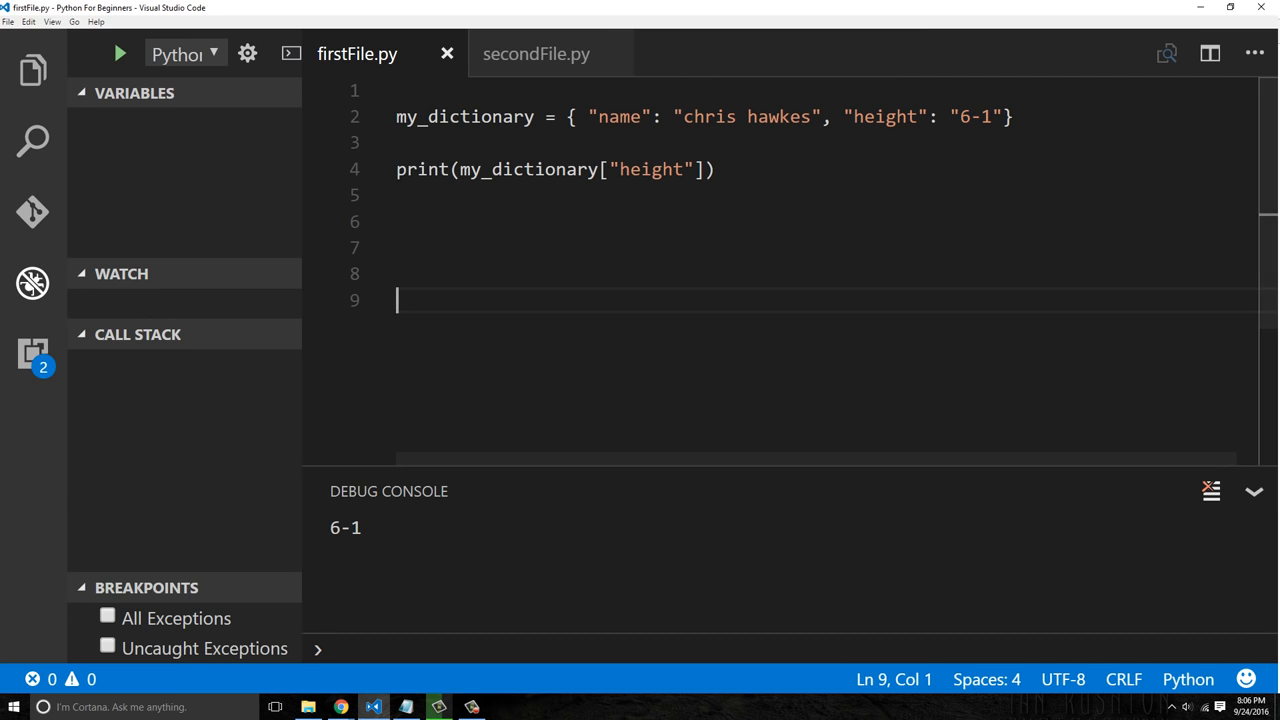 firstFile.py - Python For Beginners - Visual Studio Code
File Edit View Go Help
Pythor
firstFile.py
secondFile.py
VARIABLES
WATCH
CALL STACK
BREAKPOINTS
All Exceptions
Uncaught Exceptions
2
1
2 my_dictionary = { "name": "chris hawkes", "height": "6-1"}
3
4 print(my_dictionary["height"])
5
6
7
8
9
DEBUG CONSOLE
6-1
0 0
Ln 9, Col 1 Spaces: 4 UTF-8 CRLF Python
I'm Cortana. Ask me anything.
8:06 PM
9/24/2016